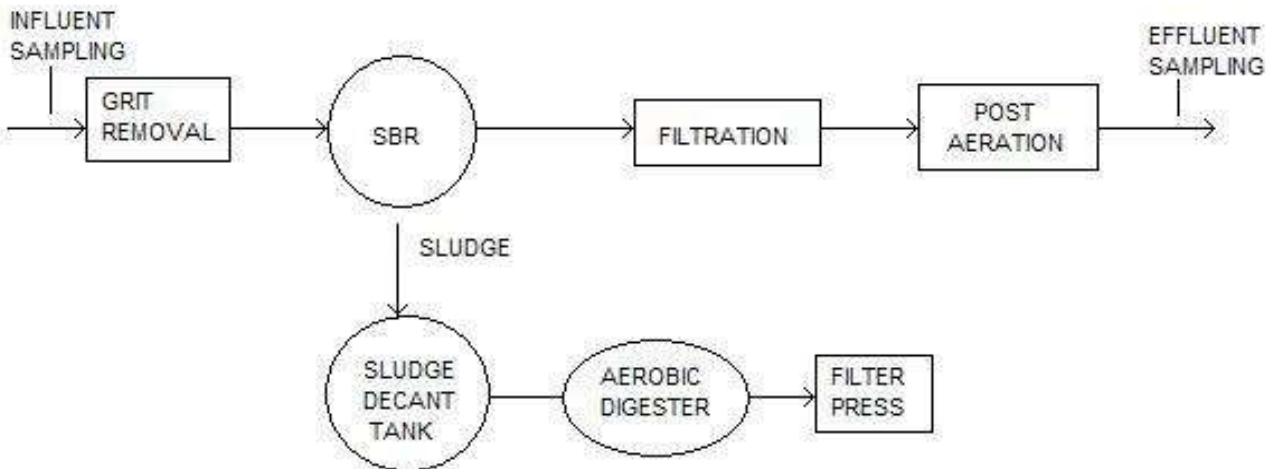 INFLUENT
SAMPLING
GRIT
REMOVAL
SBR
FILTRATION
POST
AERATION
EFFLUENT
SAMPLING
SLUDGE
SLUDGE
DECANT
TANK
AEROBIC
DIGESTER
FILTER
PRESS